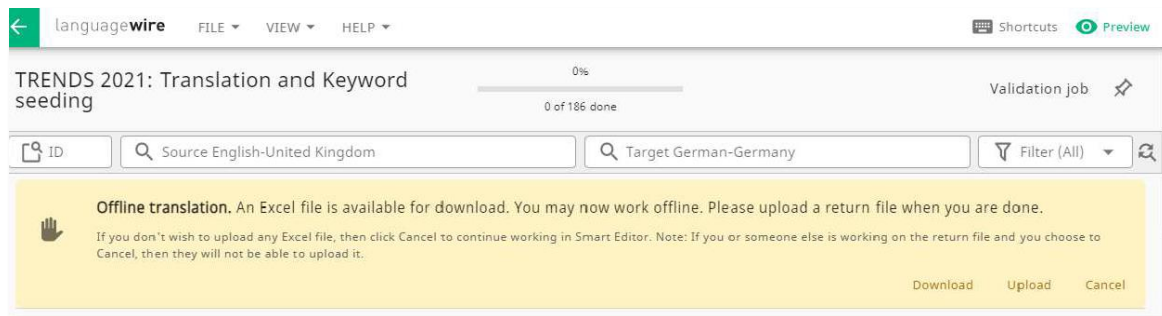 languagewire FILE VIEW HELP Shortcuts Preview
TRENDS 2021: Translation and Keyword
seeding
0%
0 of 186 done
Validation job
ID Source English-United Kingdom Target German-Germany Filter (All)
Offline translation. An Excel file is available for download. You may now work offline. Please upload a return file when you are done.
If you don't wish to upload any Excel file, then click Cancel to continue working in Smart Editor. Note: If you or someone else is working on the return file and you choose to
Cancel, then they will not be able to upload it.
Download Upload Cancel